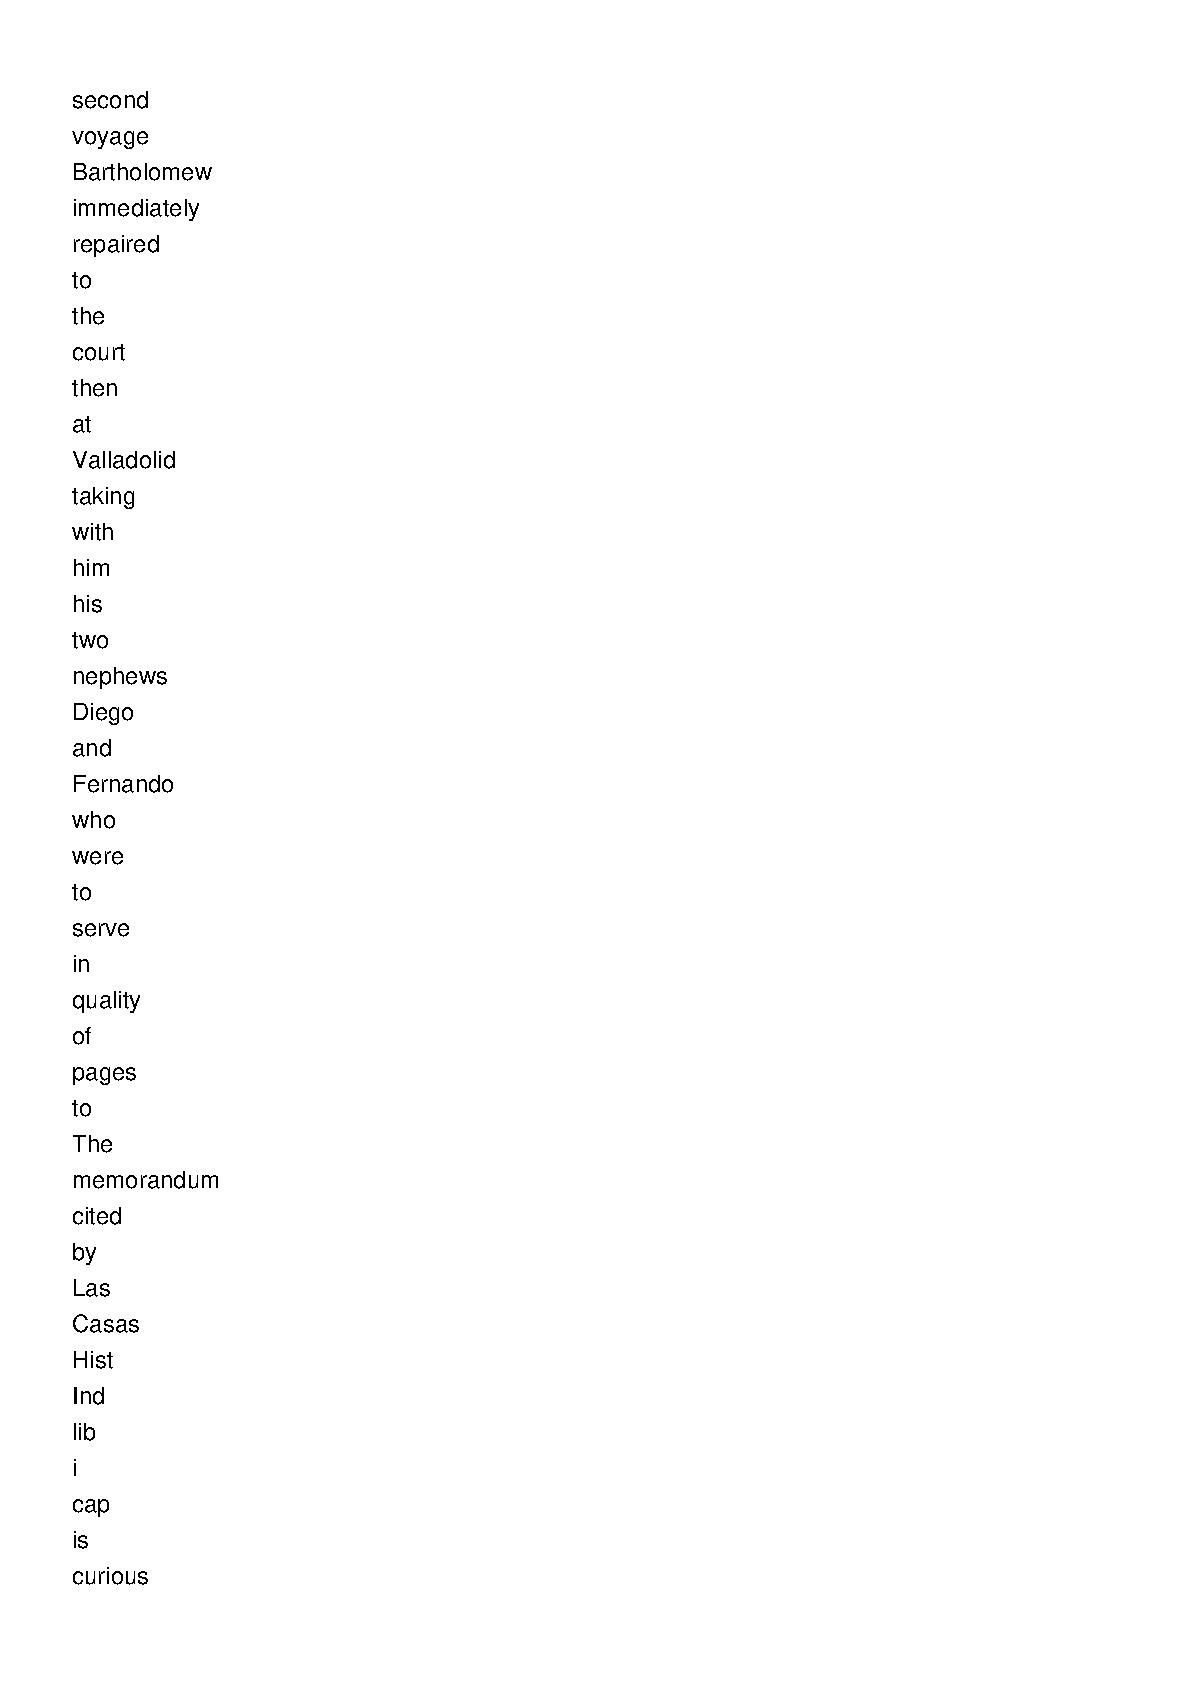 second
voyage
Bartholomew
immediately
repaired
to
the
court
then
at
Valladolid
taking
with
him
his
two
nephews
Diego
and
Fernando
who
were
to
serve
in
quality
of
pages
to
The
memorandum
cited
by
Las
Casas
Hist
Ind
lib
i
cap
is
curious